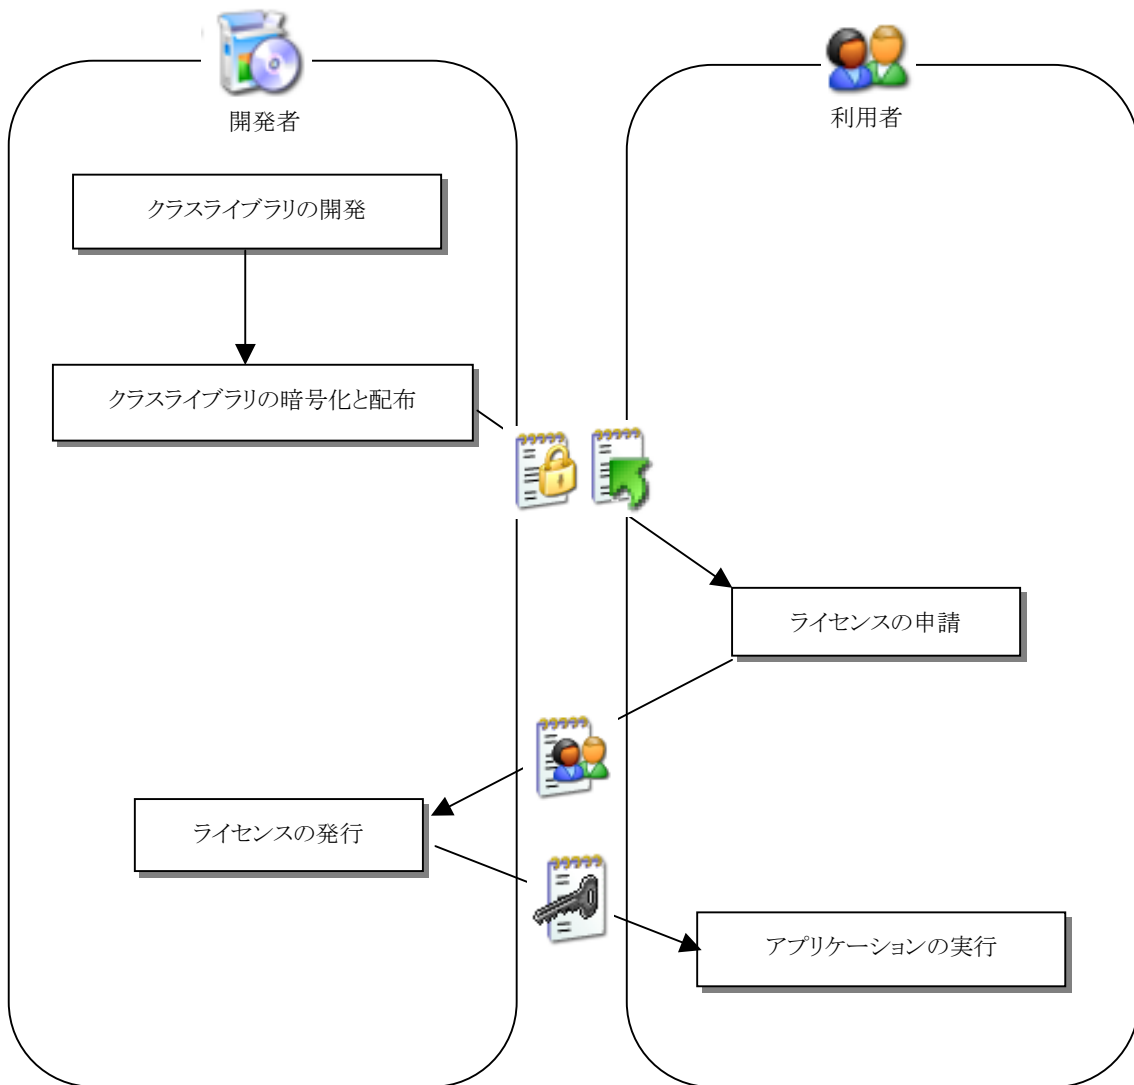 開発者
利用者
クラスライブラリの開発
クラスライブラリの暗号化と配布
ライセンスの申請
ライセンスの発行
アプリケーションの実行